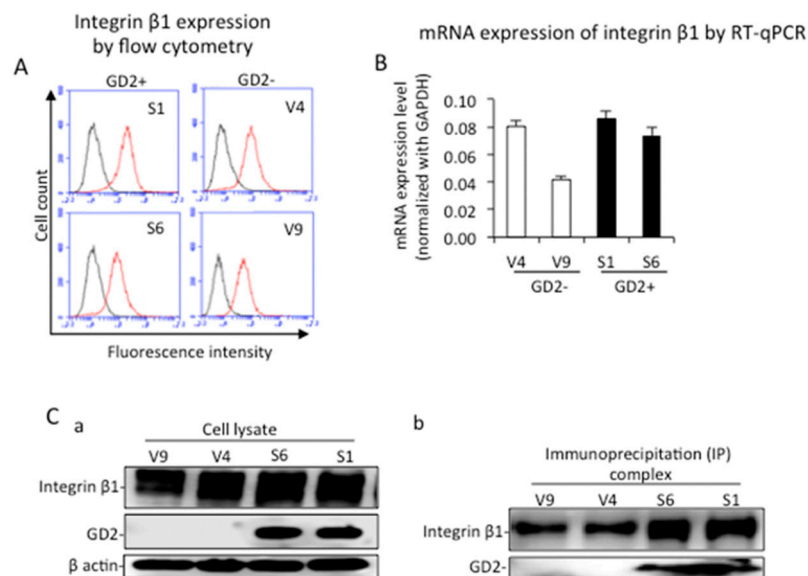 Integrin β1 expression
by flow cytometry
mRNA expression of integrin β1 by RT-qPCR
A
GD2+
GD2-
S1
V4
S6
V9
Cell count
Fluorescence intensity
B
mRNA expression level
(normalized with GAPDH)
0.10
0.08
0.06
0.04
0.02
0.00
V4 V9 S1 S6
GD2- GD2+
C
a
Cell lysate
V9 V4 S6 S1
Integrin β1-
GD2-
β actin-
b
Immunoprecipitation (IP)
complex
V9 V4 S6 S1
Integrin β1-
GD2-